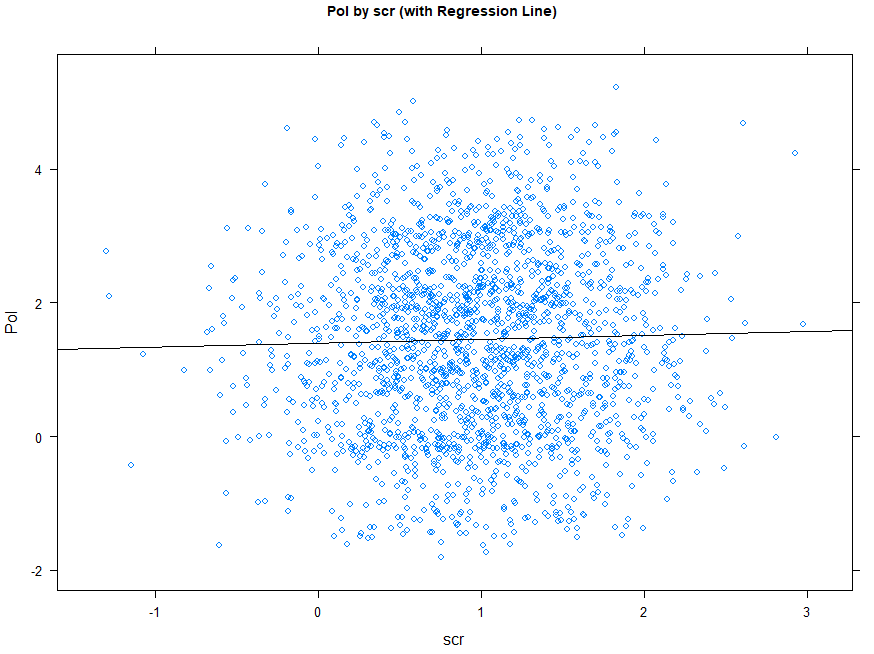 Pol by scr (with Regression Line)
4
2
0
-2
Pol
-1 0 1 2 3
scr